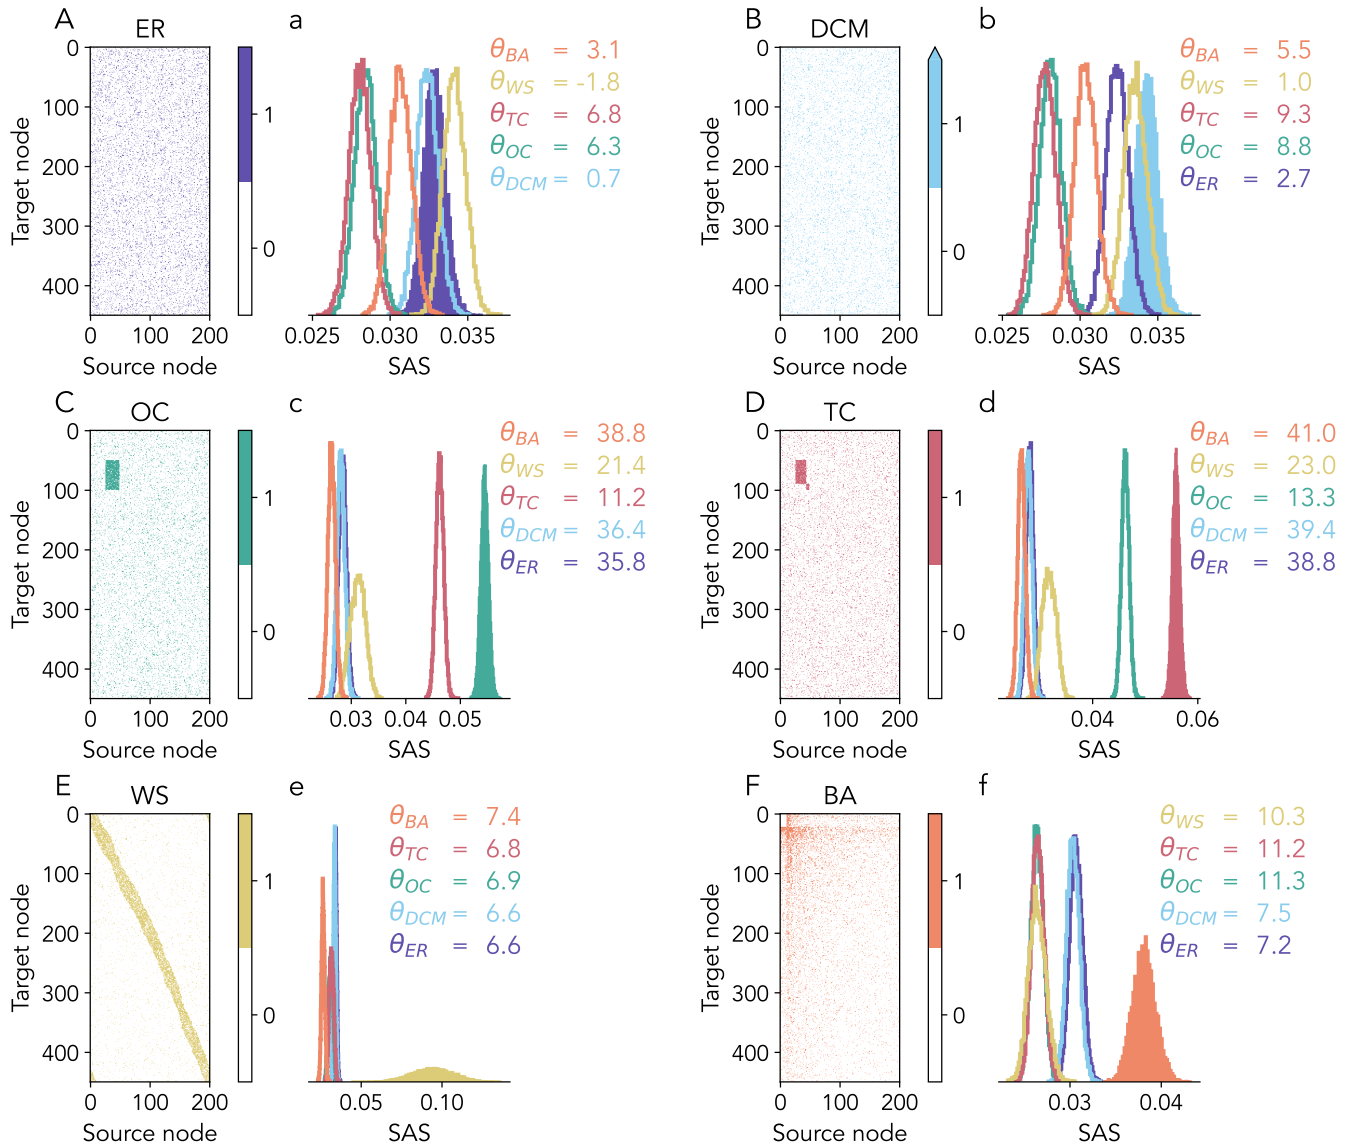 A
ER
0
100
200
300
400
Target node
0 100 200
Source node
1
0
a
θBA = 3.1
θWS = -1.8
θTC = 6.8
θOC = 6.3
θDCM = 0.7
0.025 0.030 0.035
SAS
B
DCM
0
100
200
300
400
Target node
0 100 200
Source node
1
0
b
θBA = 5.5
θWS = 1.0
θTC = 9.3
θOC = 8.8
θER = 2.7
0.025 0.030 0.035
SAS
C
OC
0
100
200
300
400
Target node
0 100 200
Source node
1
0
c
θBA = 38.8
θWS = 21.4
θTC = 11.2
θDCM = 36.4
θER = 35.8
0.03 0.04 0.05
SAS
D
TC
0
100
200
300
400
Target node
0 100 200
Source node
1
0
d
θBA = 41.0
θWS = 23.0
θOC = 13.3
θDCM = 39.4
θER = 38.8
0.04 0.06
SAS
E
WS
0
100
200
300
400
Target node
0 100 200
Source node
1
0
e
θBA = 7.4
θTC = 6.8
θOC = 6.9
θDCM = 6.6
θER = 6.6
0.05 0.10
SAS
F
BA
0
100
200
300
400
Target node
0 100 200
Source node
1
0
f
θWS = 10.3
θTC = 11.2
θOC = 11.3
θDCM = 7.5
θER = 7.2
0.03 0.04
SAS